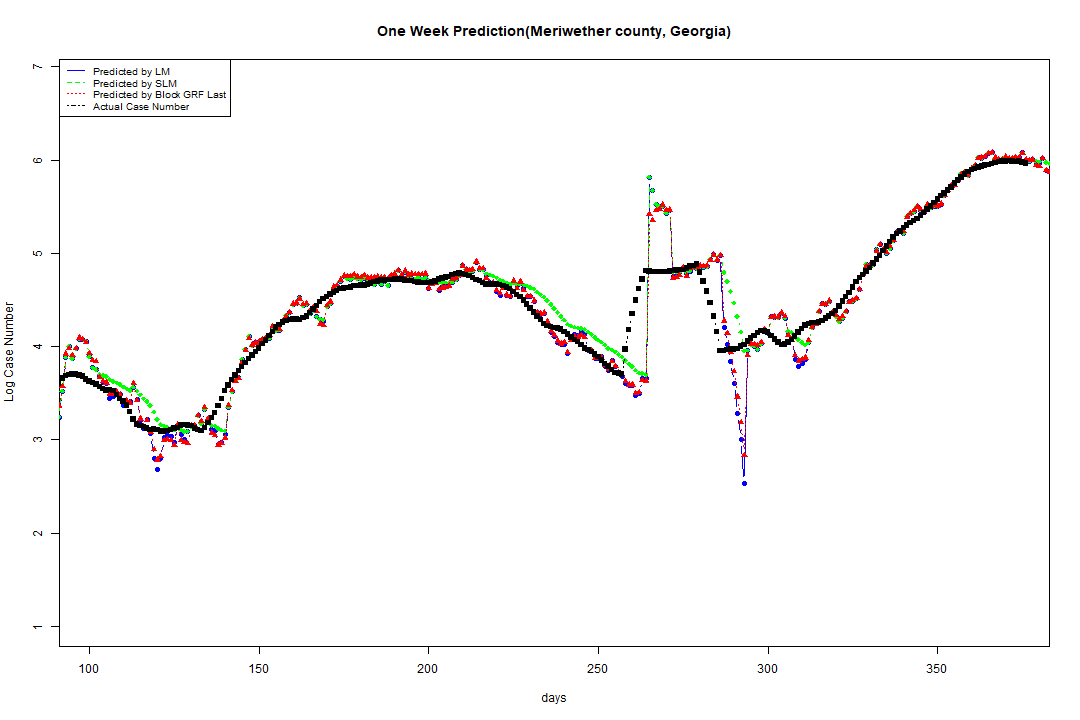 One Week Prediction(Meriwether county, Georgia)
Predicted by LM
Predicted by SLM
Predicted by Block GRF Last
Actual Case Number
7
6
5
4
3
2
1
Log Case Number
100 150 200 250 300 350
days